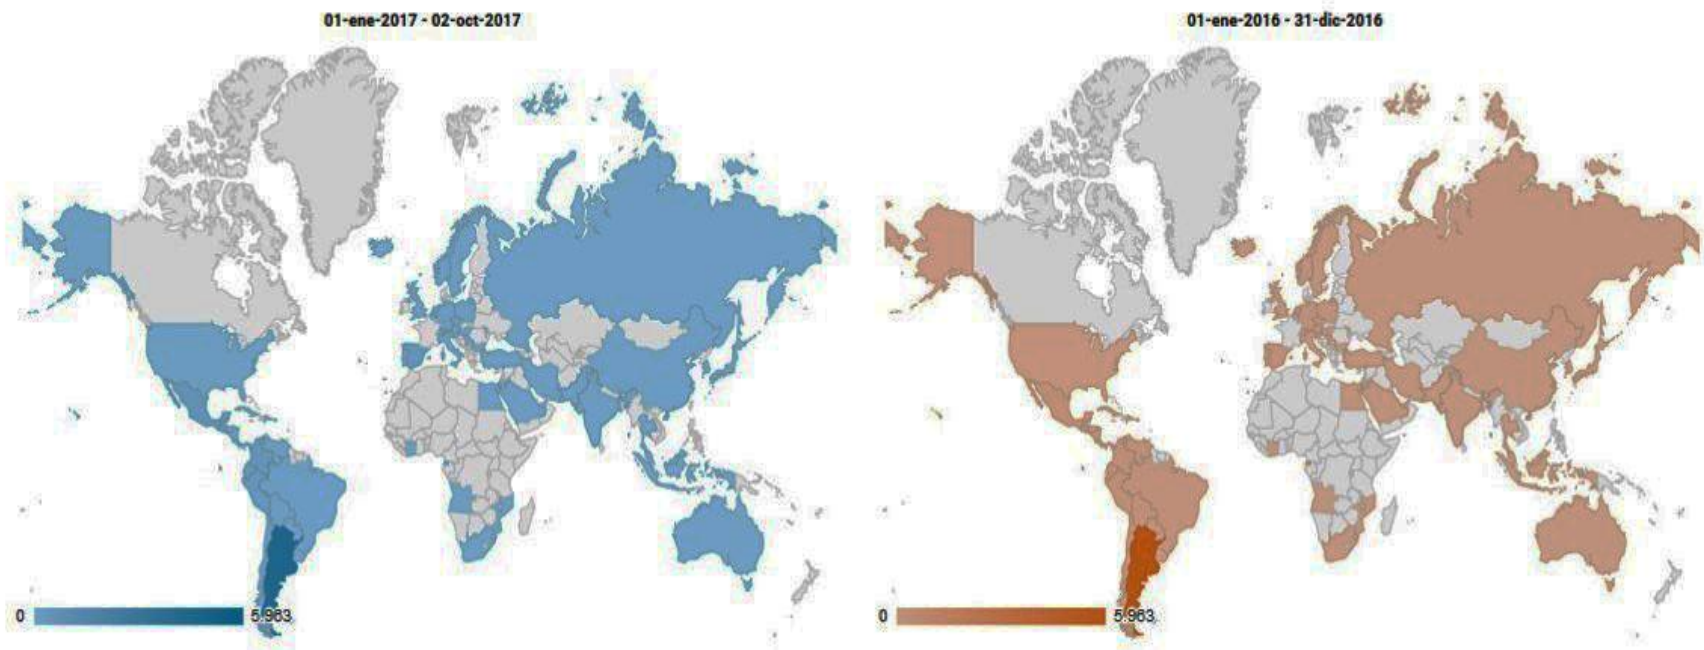 01-ene-2017 - 02-oct-2017
01-ene-2016 - 31-dic-2016
0 5.963
0 5.963